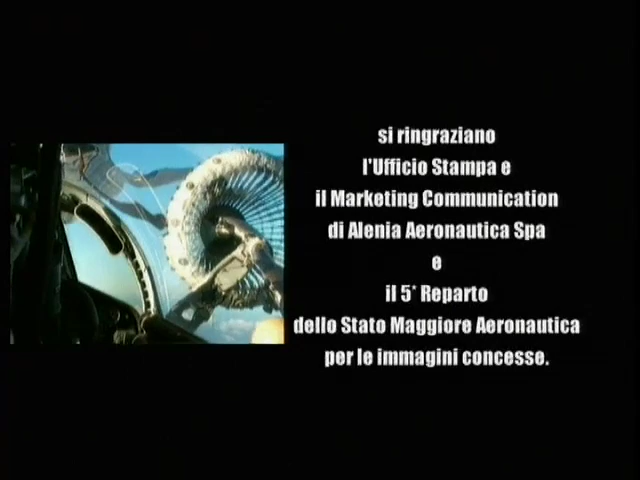 si ringraziano
l'Ufficio Stampa e
il Marketing Communication
di Alenia Aeronautica Spa
e
il 5° Reparto
dello Stato Maggiore Aeronautica
per le immagini concesse.